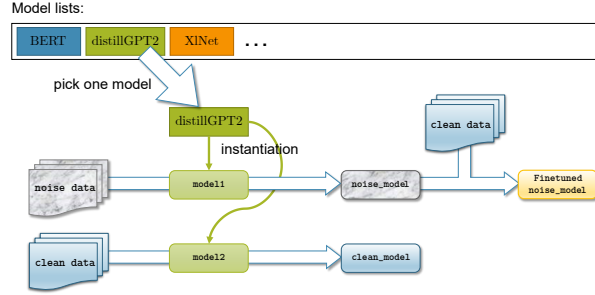 Model lists:
BERT distillGPT2 XlNet ...
pick one model
distillGPT2
clean data
instantiation
noise data model1 noise_model Finetuned
noise_model
clean data model2 clean_model